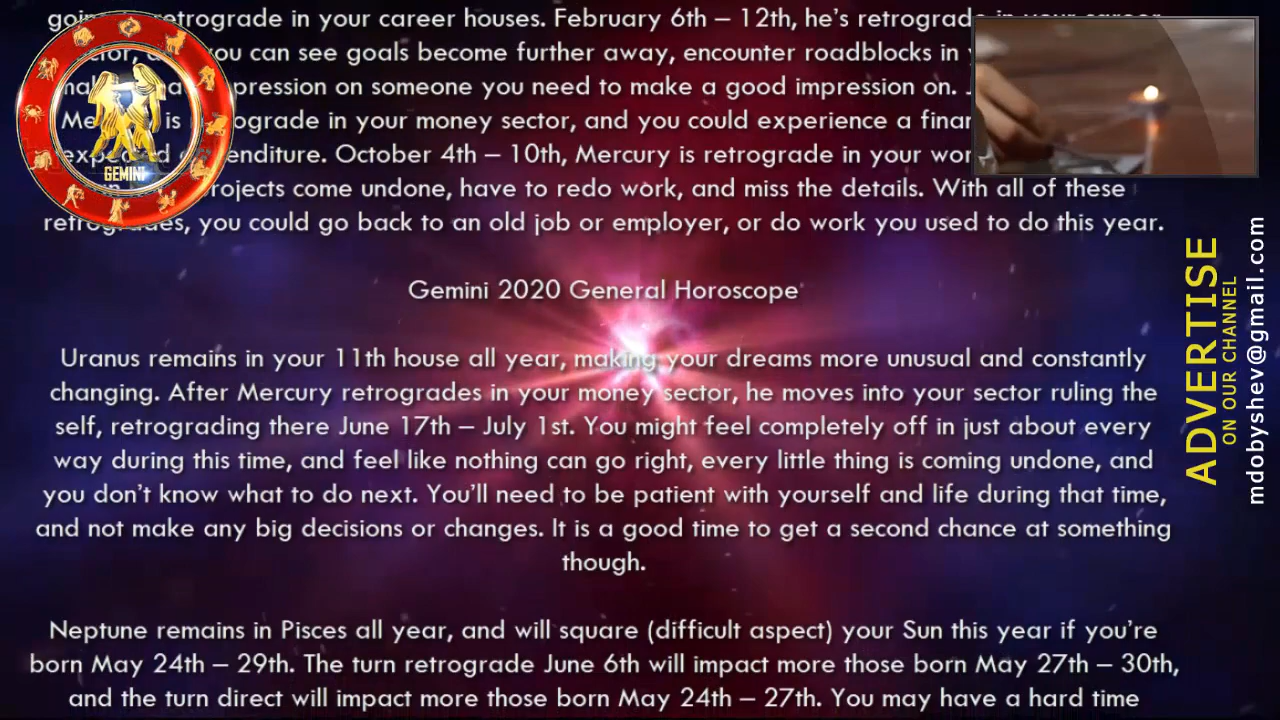 going retrograde in your career houses. February 6th – 12th, he's retrograde in your career
you can see goals become further away, encounter roadblocks in
pression on someone you need to make a good impression on.
is ograde in your money sector, and you could experience a
enditure. October 4th – 10th, Mercury is retrograde in your
rojects come undone, have to redo work, and miss the details. With all of these
retrogrades, you could go back to an old job or employer, or do work you used to do this year.
GEMINI
Gemini 2020 General Horoscope
Uranus remains in your 11th house all year, making your dreams more unusual and constantly
changing. After Mercury retrogrades in your money sector, he moves into your sector ruling the
self, retrograding there June 17th – July 1st. You might feel completely off in just about every
way during this time, and feel like nothing can go right, every little thing is coming undone, and
you don't know what to do next. You'll need to be patient with yourself and life during that time,
and not make any big decisions or changes. It is a good time to get a second chance at something
though.
Neptune remains in Pisces all year, and will square (difficult aspect) your Sun this year if you're
born May 24th – 29th. The turn retrograde June 6th will impact more those born May 27th – 30th,
and the turn direct will impact more those born May 24th – 27th. You may have a hard time
ADVERTISE
ON OUR CHANNEL
mdobyshev@gmail.com